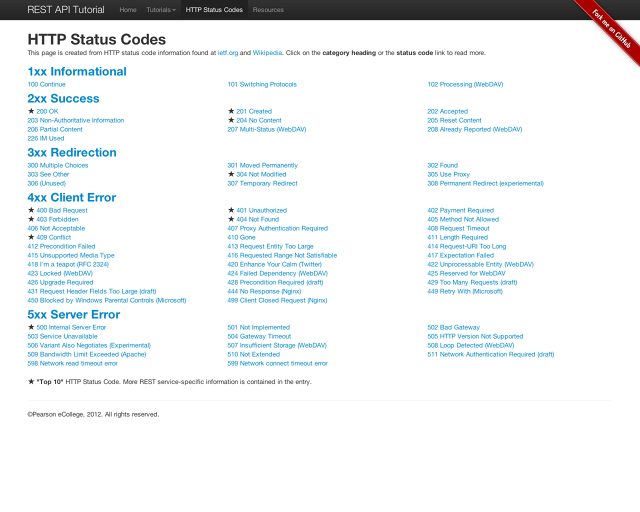 REST API Tutorial Home Tutorials HTTP Status Codes Resources
Fork me on GitHub
HTTP Status Codes
This page is created from HTTP status code information found at ietf.org and Wikipedia. Click on the category heading or the status code link to read more.
1xx Informational
100 Continue 101 Switching Protocols 102 Processing (WebDAV)
2xx Success
★ 200 OK ★ 201 Created 202 Accepted
203 Non-Authoritative Information ★ 204 No Content 205 Reset Content
206 Partial Content 207 Multi-Status (WebDAV) 208 Already Reported (WebDAV)
226 IM Used
3xx Redirection
300 Multiple Choices 301 Moved Permanently 302 Found
303 See Other ★ 304 Not Modified 305 Use Proxy
306 (Unused) 307 Temporary Redirect 308 Permanent Redirect (experiemental)
4xx Client Error
★ 400 Bad Request ★ 401 Unauthorized 402 Payment Required
★ 403 Forbidden ★ 404 Not Found 405 Method Not Allowed
406 Not Acceptable 407 Proxy Authentication Required 408 Request Timeout
★ 409 Conflict 410 Gone 411 Length Required
412 Precondition Failed 413 Request Entity Too Large 414 Request-URI Too Long
415 Unsupported Media Type 416 Requested Range Not Satisfiable 417 Expectation Failed
418 I'm a teapot (RFC 2324) 420 Enhance Your Calm (Twitter) 422 Unprocessable Entity (WebDAV)
423 Locked (WebDAV) 424 Failed Dependency (WebDAV) 425 Reserved for WebDAV
426 Upgrade Required 428 Precondition Required (draft) 429 Too Many Requests (draft)
431 Request Header Fields Too Large (draft) 444 No Response (Nginx) 449 Retry With (Microsoft)
450 Blocked by Windows Parental Controls (Microsoft) 499 Client Closed Request (Nginx)
5xx Server Error
★ 500 Internal Server Error 501 Not Implemented 502 Bad Gateway
503 Service Unavailable 504 Gateway Timeout 505 HTTP Version Not Supported
506 Variant Also Negotiates (Experimental) 507 Insufficient Storage (WebDAV) 508 Loop Detected (WebDAV)
509 Bandwidth Limit Exceeded (Apache) 510 Not Extended 511 Network Authentication Required (draft)
598 Network read timeout error 599 Network connect timeout error
★ "Top 10" HTTP Status Code. More REST service-specific information is contained in the entry.
©Pearson eCollege, 2012. All rights reserved.